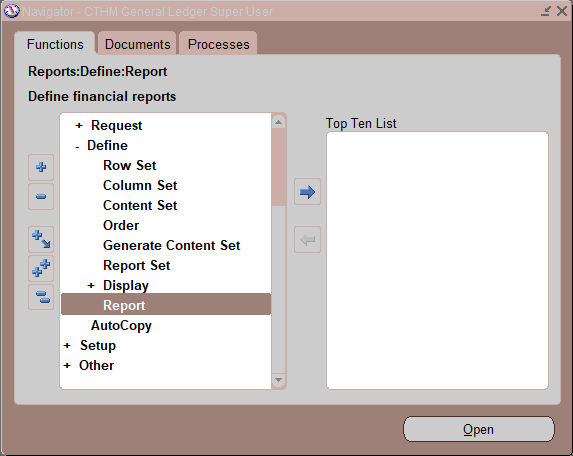 Navigator - CTHM General Ledger Super User
Functions Documents Processes
Reports:Define:Report
Define financial reports
+ Request
- Define
Row Set
Column Set
Content Set
Order
Generate Content Set
Report Set
+ Display
Report
AutoCopy
+ Setup
+ Other
Top Ten List
Open